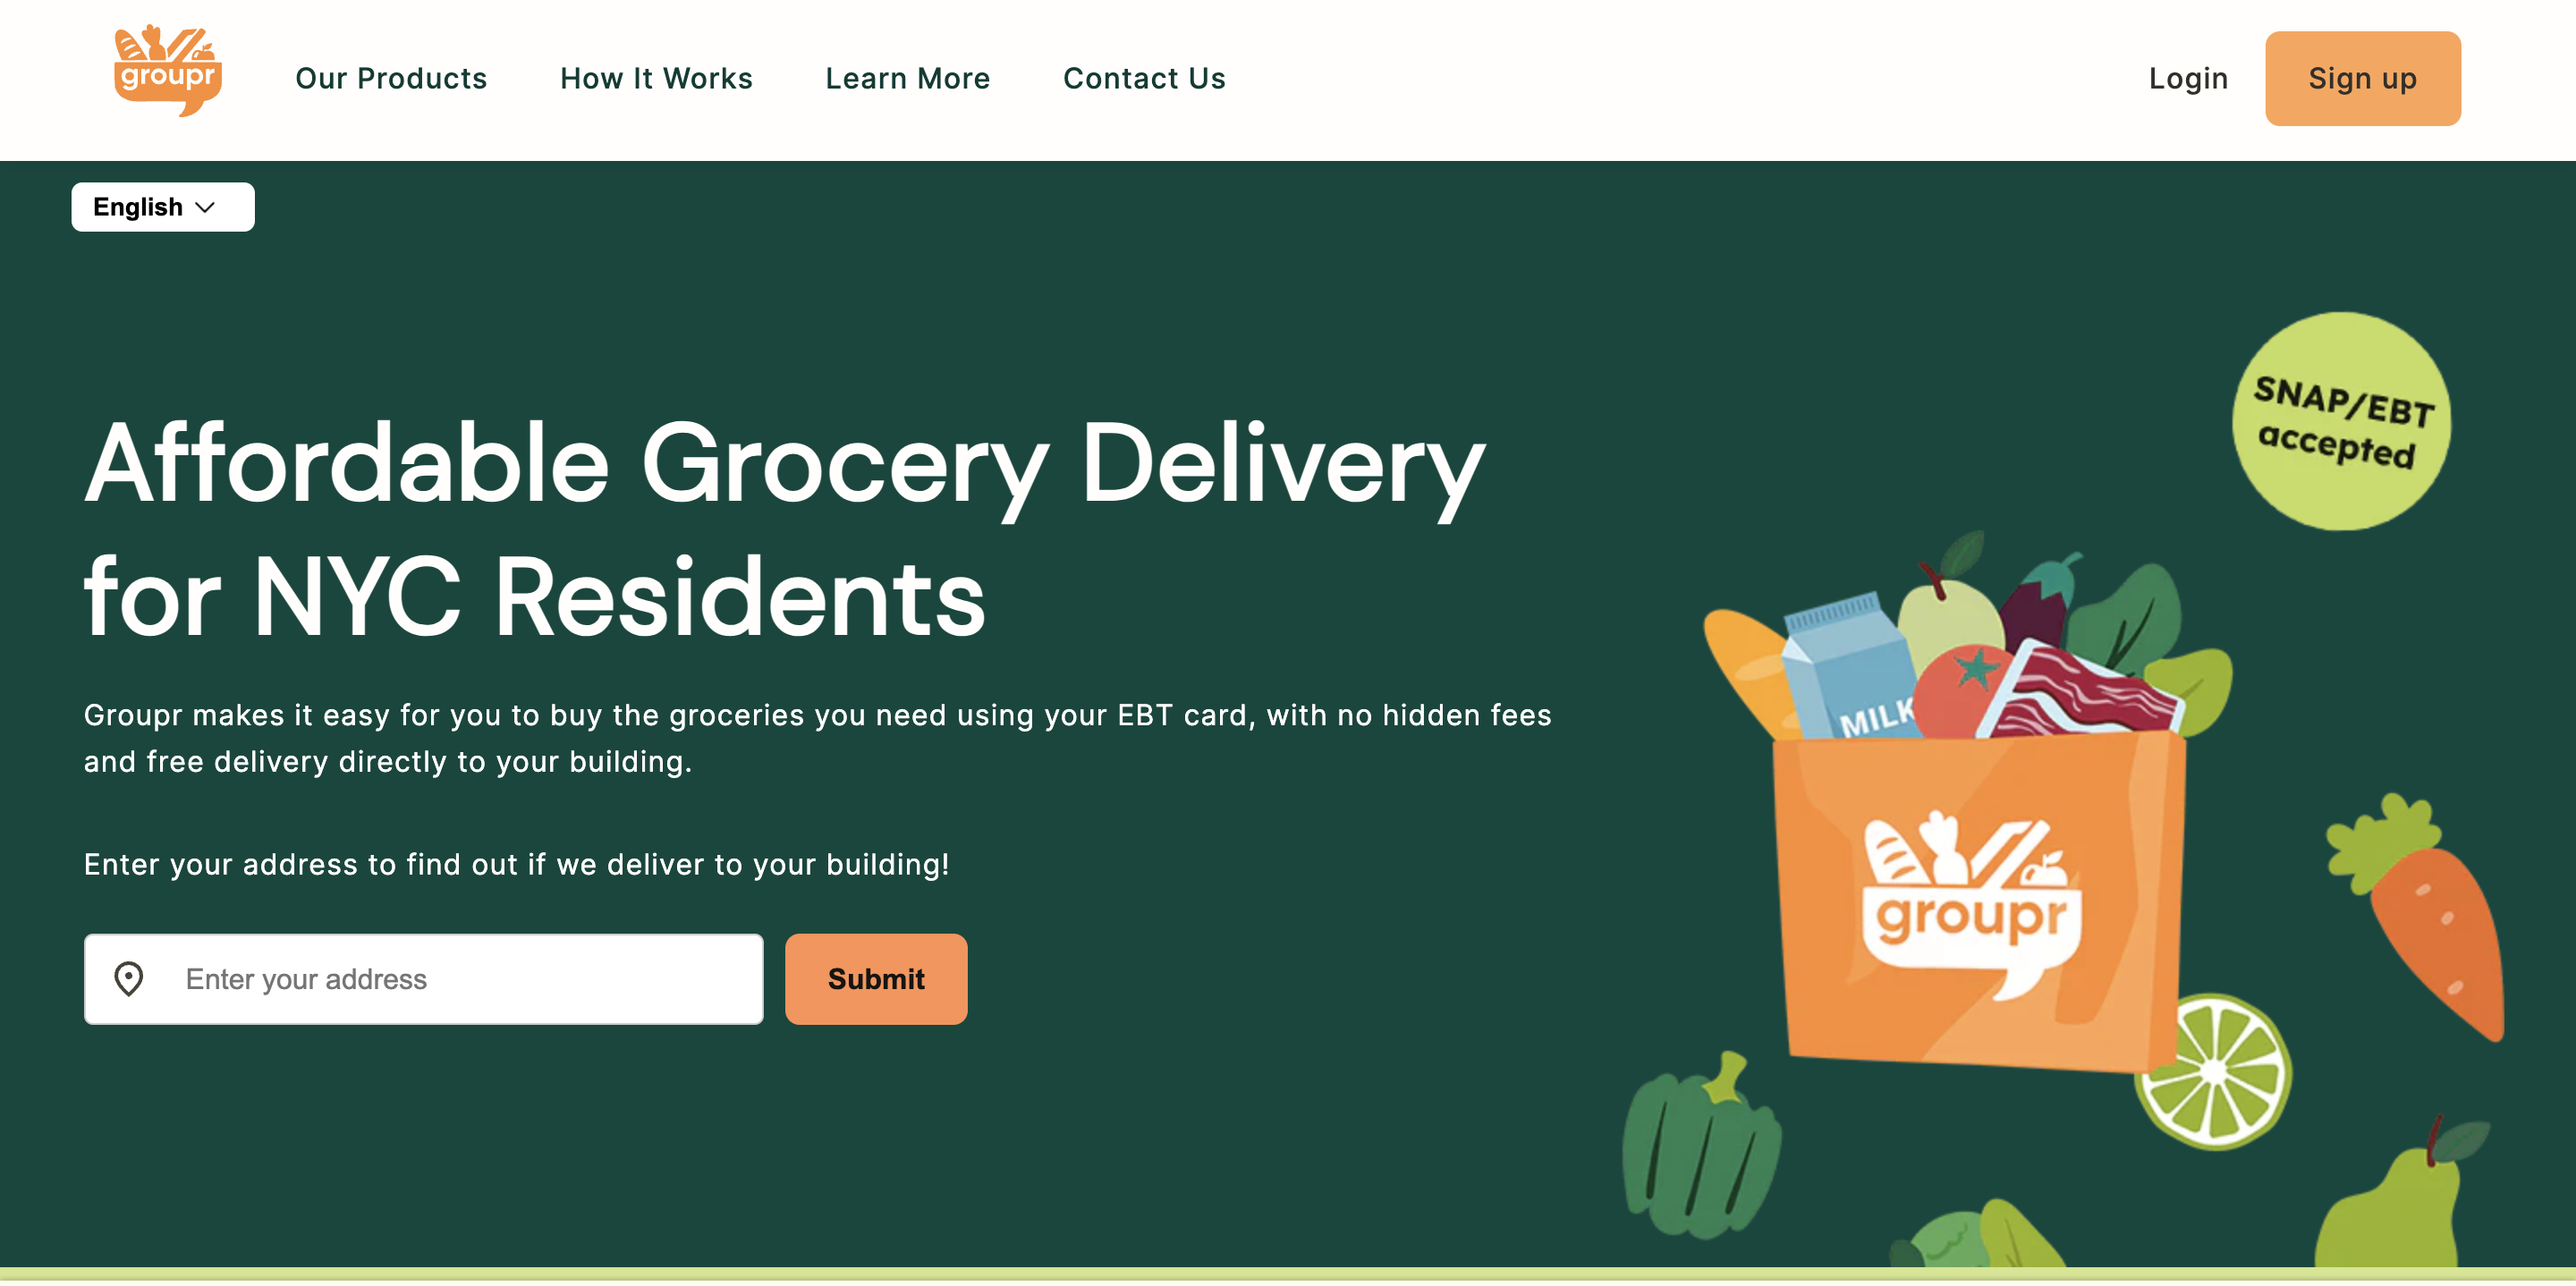 groupr
Our Products
How It Works
Learn More
Contact Us
Login
Sign up
English
Affordable Grocery Delivery
for NYC Residents
Groupr makes it easy for you to buy the groceries you need using your EBT card, with no hidden fees
and free delivery directly to your building.
Enter your address to find out if we deliver to your building!
Enter your address
Submit
SNAP/EBT
accepted
MILK
groupr